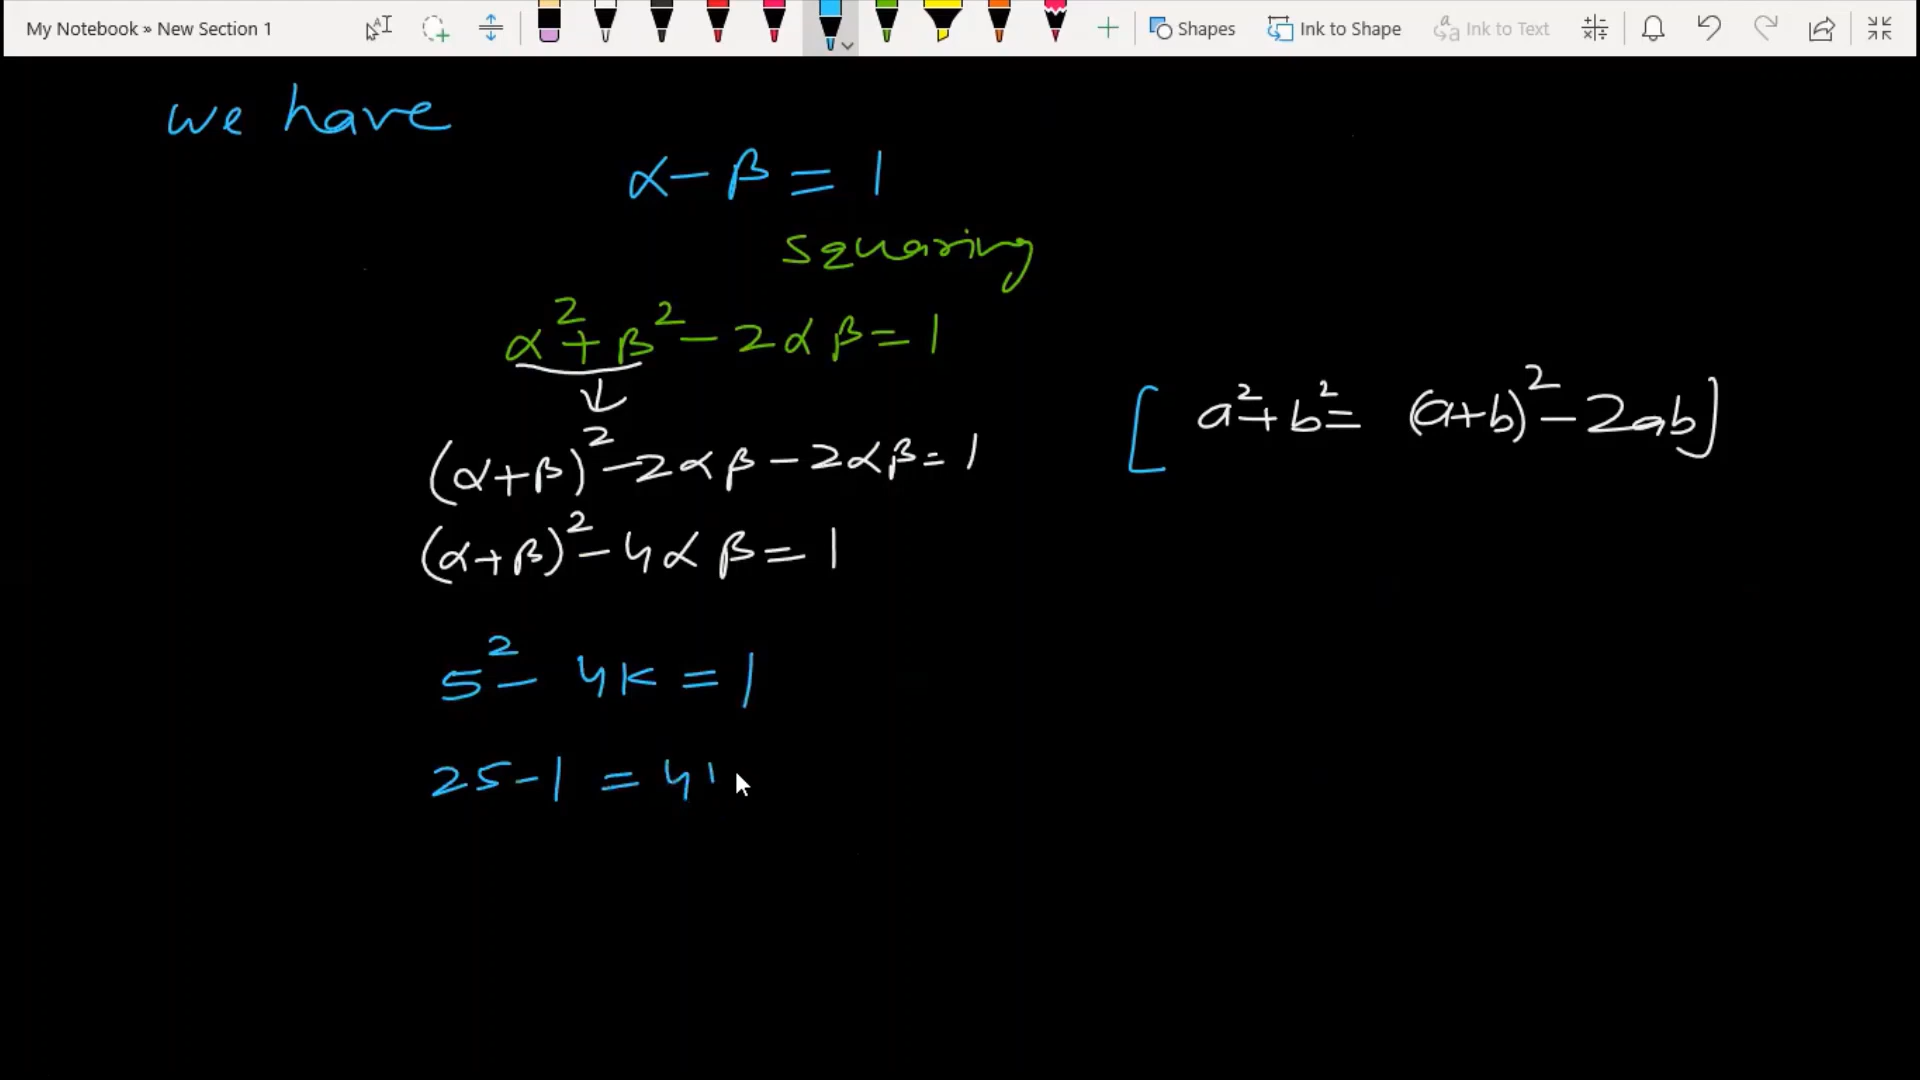 My Notebook » New Section 1
Shapes
Ink to Shape
Ink to Text
we have
α - β = 1
squaring
α² + β² - 2αβ = 1
(α+β)² - 2αβ - 2αβ = 1
[ a² + b² = (a+b)² - 2ab ]
(α+β)² - 4αβ = 1
5² - 4K = 1
25 - 1 = 4